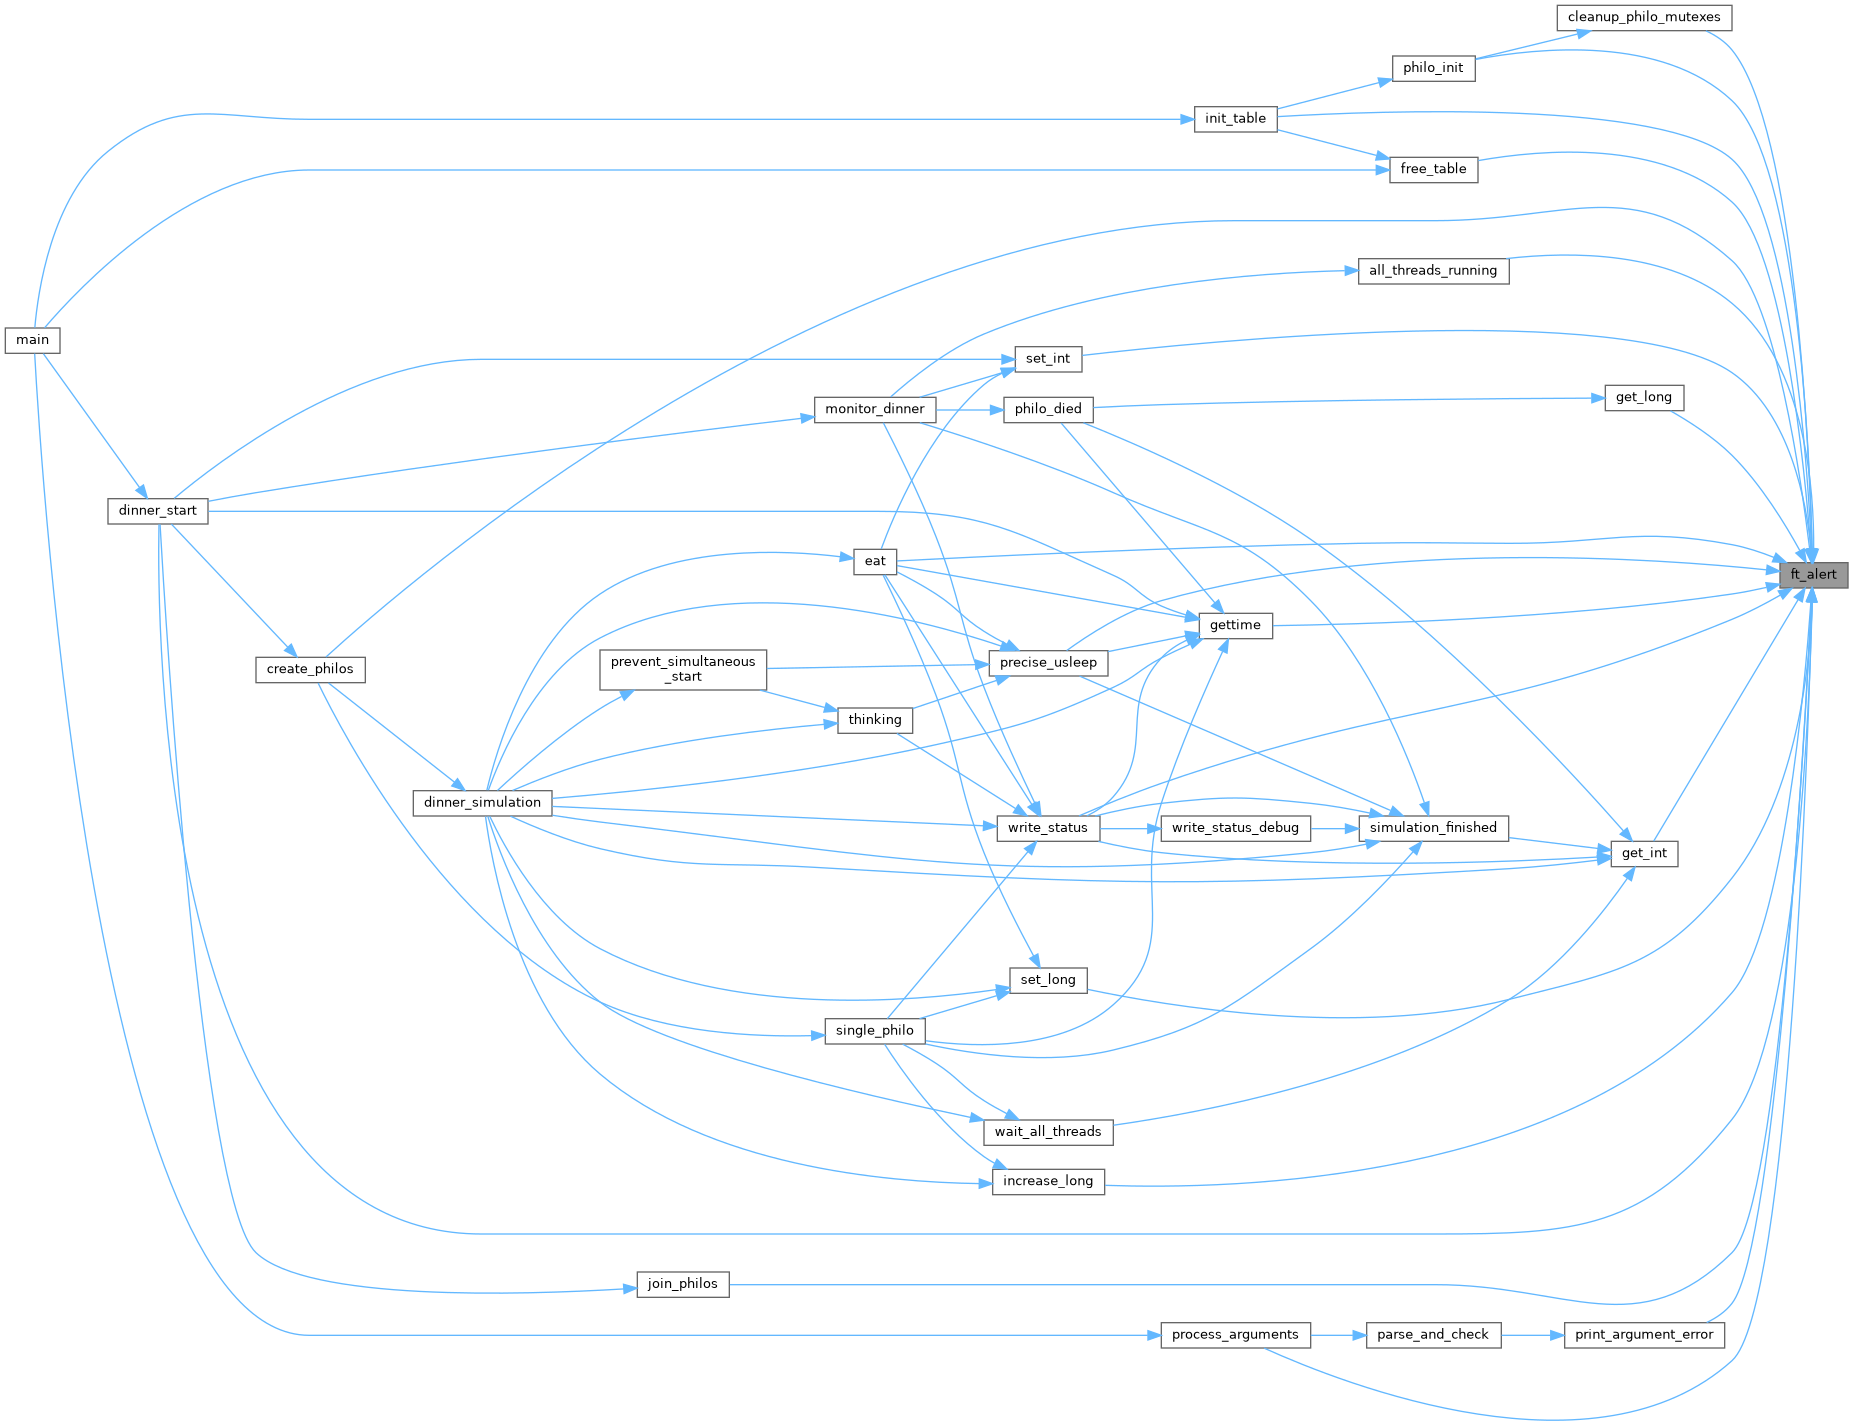 cleanup_philo_mutexes
philo_init
init_table
free_table
all_threads_running
main
set_int
get_long
monitor_dinner
philo_died
dinner_start
eat
ft_alert
gettime
prevent_simultaneous
_start
precise_usleep
create_philos
thinking
dinner_simulation
write_status
write_status_debug
simulation_finished
get_int
set_long
single_philo
wait_all_threads
increase_long
join_philos
process_arguments
parse_and_check
print_argument_error